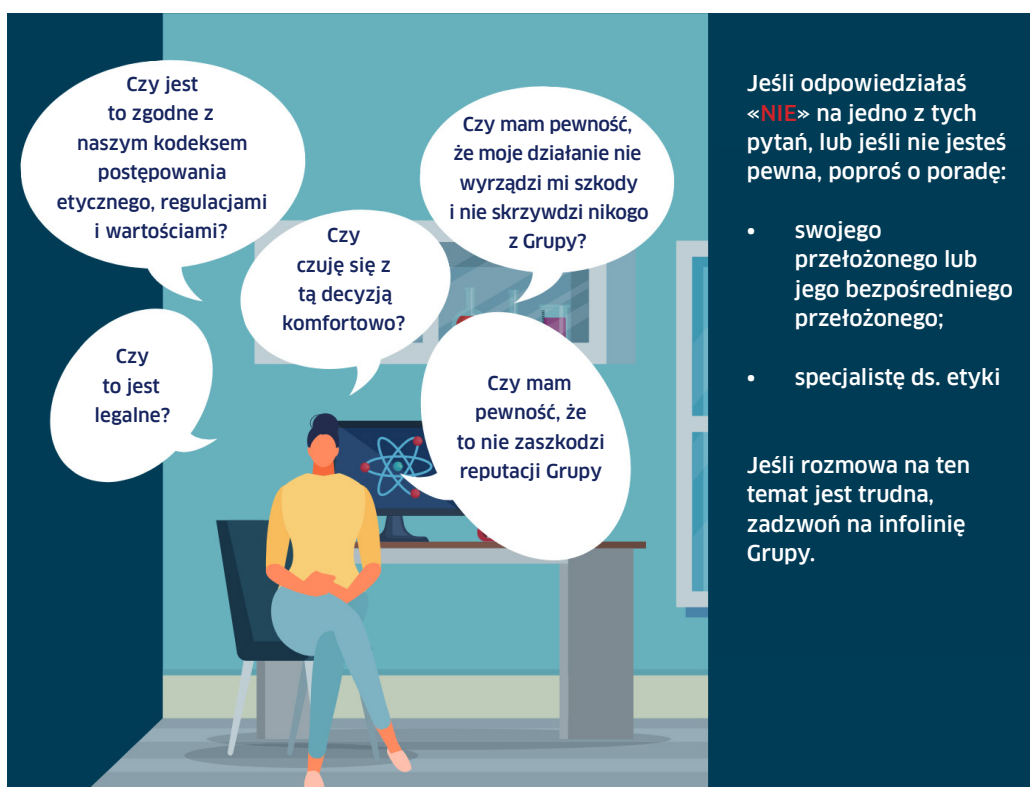 Czy jest
to zgodne z
naszym kodeksem
postępowania
etycznego, regulacjami
i wartościami?
Czy mam pewność,
że moje działanie nie
wyrządzi mi szkody
i nie skrzywdzi nikogo
z Grupy?
Czy
czuję się z
tą decyzją
komfortowo?
Czy
to jest
legalne?
Czy mam
pewność, że
to nie zaszkodzi
reputacji Grupy
Jeśli odpowiedziałaś
«NIE» na jedno z tych
pytań, lub jeśli nie jesteś
pewna, poproś o poradę:
• swojego
przełożonego lub
jego bezpośredniego
przełożonego;
• specjalistę ds. etyki
Jeśli rozmowa na ten
temat jest trudna,
zadzwoń na infolinię
Grupy.